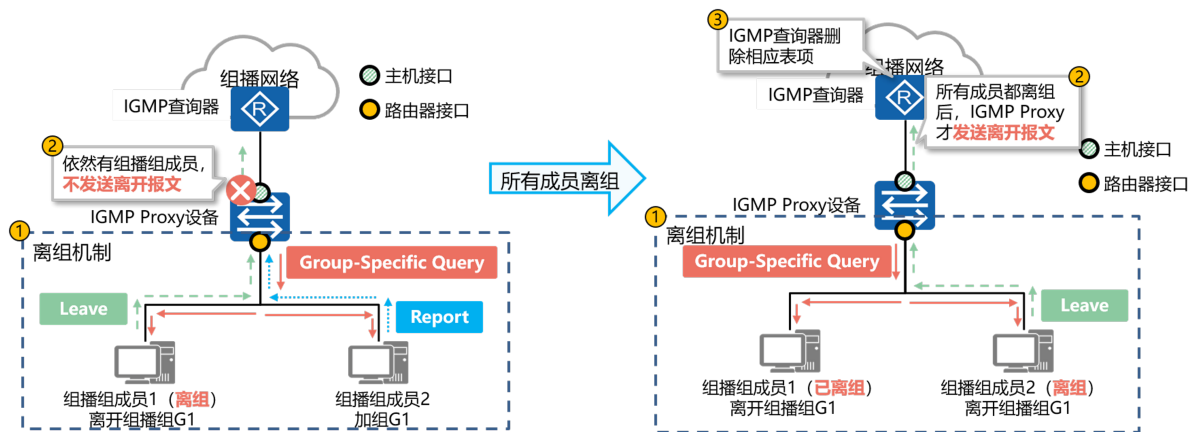 组播网络
IGMP查询器
R
主机接口
路由器接口
2
依然有组播组成员，
不发送离开报文
IGMP Proxy设备
1
离组机制
Group-Specific Query
Leave
Report
组播组成员1（离组）
离开组播组G1
组播组成员2
加组G1
所有成员离组
3
IGMP查询器删
除相应表项
组播网络
IGMP查询器
R
2
所有成员都离组
后，IGMP Proxy
才发送离开报文
主机接口
路由器接口
IGMP Proxy设备
1
离组机制
Group-Specific Query
Leave
组播组成员1（已离组）
离开组播组G1
组播组成员2（离组）
离开组播组G1